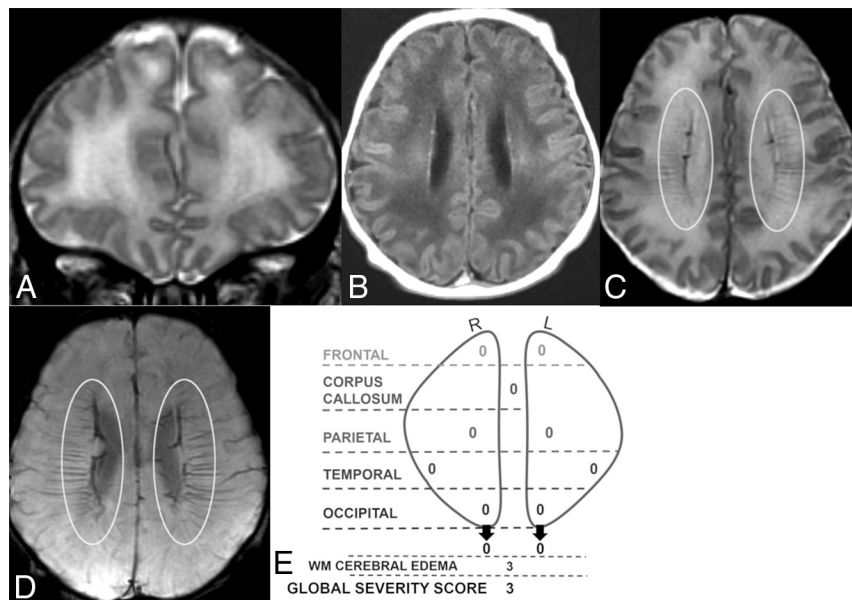 A
B
C
D
E
R L
FRONTAL 0 0
CORPUS
CALLOSUM 0
PARIETAL 0 0
TEMPORAL 0 0
OCCIPITAL 0 0
0 0
WM CEREBRAL EDEMA 3
GLOBAL SEVERITY SCORE 3